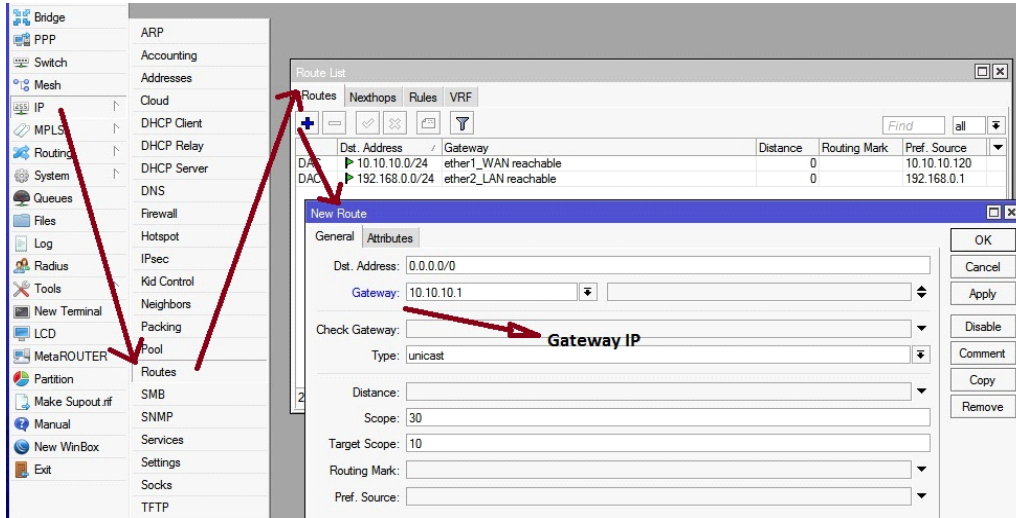 Bridge
PPP
Switch
Mesh
IP
MPLS
Routing
System
Queues
Files
Log
Radius
Tools
New Terminal
LCD
MetaROUTER
Partition
Make Supout.rif
Manual
New WinBox
Exit
ARP
Accounting
Addresses
Cloud
DHCP Client
DHCP Relay
DHCP Server
DNS
Firewall
Hotspot
IPsec
Kid Control
Neighbors
Packing
Pool
Routes
SMB
SNMP
Services
Settings
Socks
TFTP
Route List
Routes Nexthops Rules VRF
Find all
Dst. Address Gateway Distance Routing Mark Pref. Source
DAC 10.10.10.0/24 ether1_WAN reachable 0 10.10.10.120
DAC 192.168.0.0/24 ether2_LAN reachable 0 192.168.0.1
New Route
General Attributes
Dst. Address: 0.0.0.0/0
Gateway: 10.10.10.1
Gateway IP
Check Gateway:
Type: unicast
Distance:
Scope: 30
Target Scope: 10
Routing Mark:
Pref. Source:
OK
Cancel
Apply
Disable
Comment
Copy
Remove